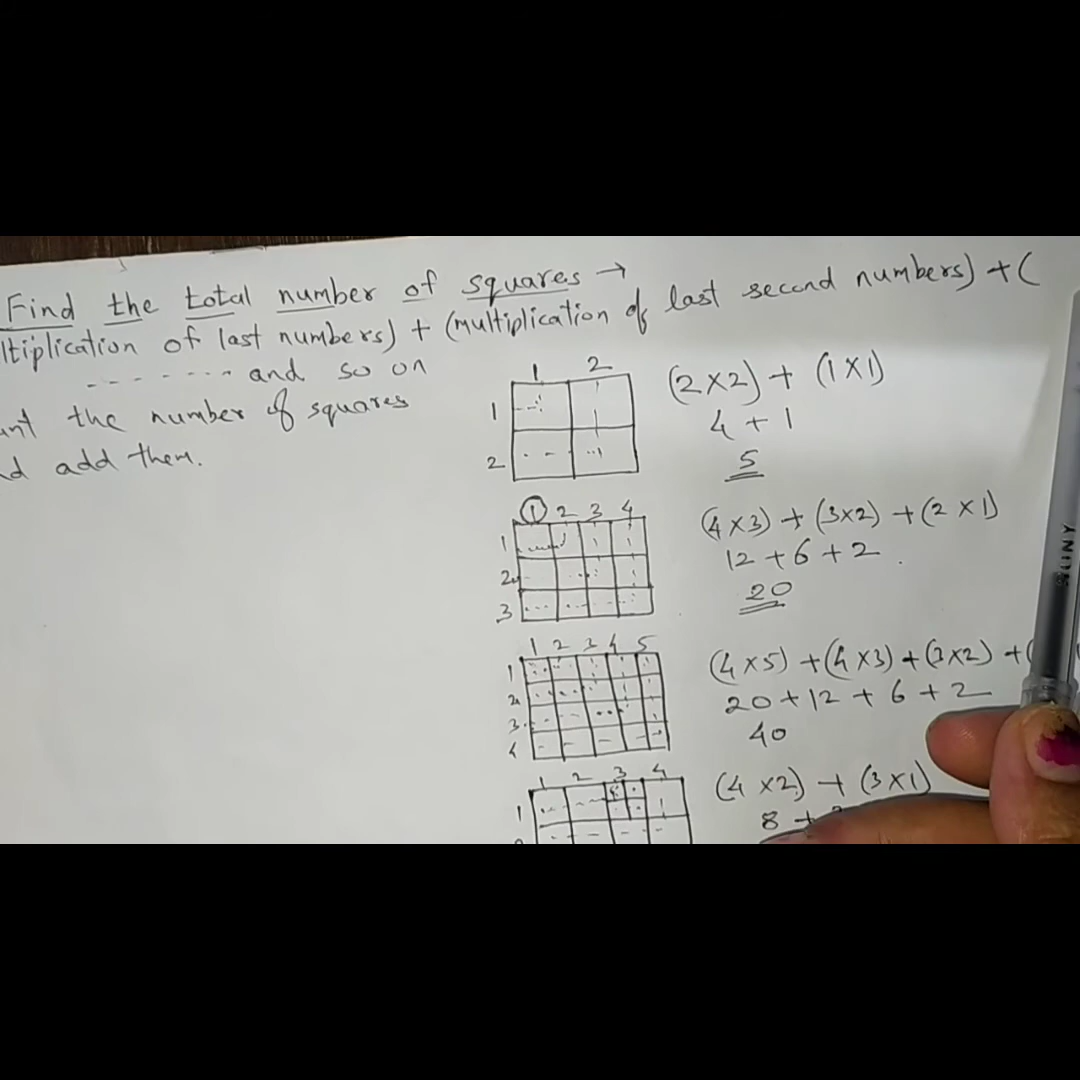 Find the total number of squares →
ltiplication of last numbers) + (multiplication of last second numbers) + (
------- and so on
unt the number of squares
d add them.
1 2
1
2
(2×2) + (1×1)
4 + 1
5
1 2 3 4
1
2
3
(4×3) + (3×2) + (2×1)
12 + 6 + 2
20
1 2 3 4 5
1
2
3
4
(4×5) + (4×3) + (3×2) + (
20 + 12 + 6 + 2
40
1 2 3 4
1
(4×2) + (3×1)
8 +
SONY